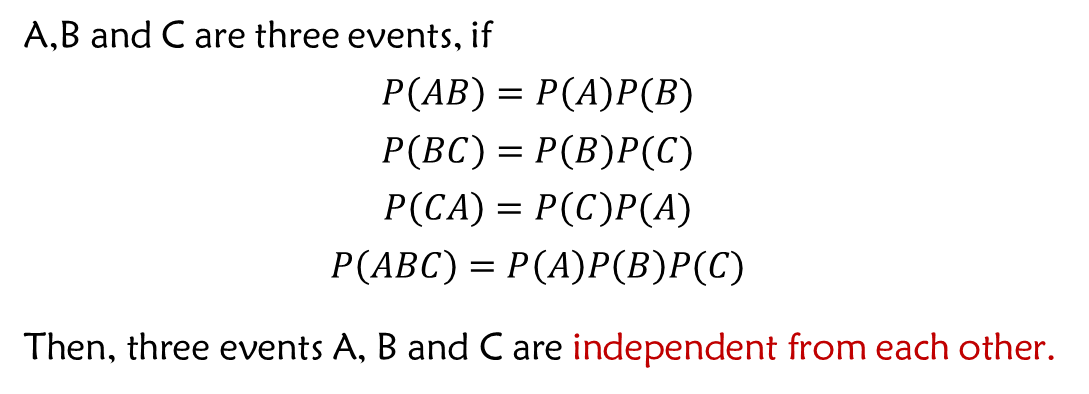 A,B and C are three events, if
P(AB) = P(A)P(B)
P(BC) = P(B)P(C)
P(CA) = P(C)P(A)
P(ABC) = P(A)P(B)P(C)
Then, three events A, B and C are independent from each other.